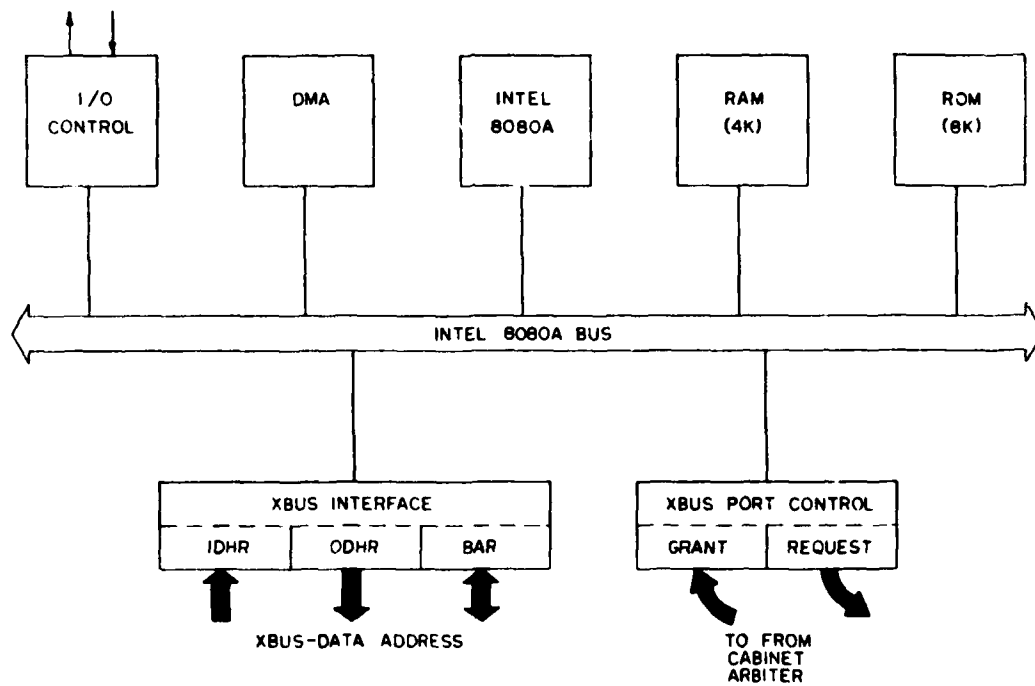 I/O
CONTROL
DMA
INTEL
8080A
RAM
(4K)
ROM
(8K)
INTEL 8080A BUS
XBUS INTERFACE
IDHR
ODHR
BAR
XBUS PORT CONTROL
GRANT
REQUEST
XBUS-DATA ADDRESS
TO FROM
CABINET
ARBITER